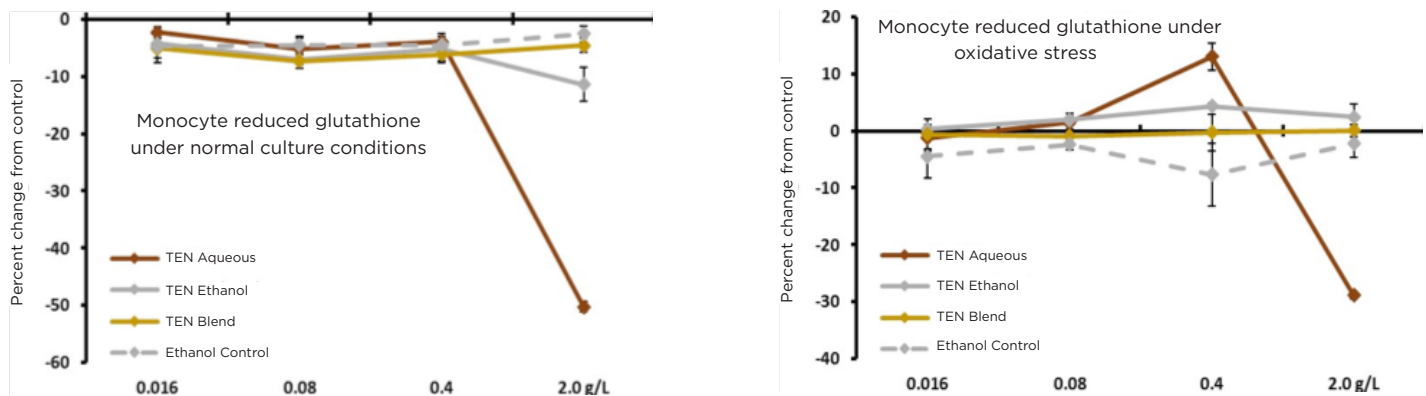 Percent change from control
0
-10
-20
-30
-40
-50
-60
Monocyte reduced glutathione
under normal culture conditions
TEN Aqueous
TEN Ethanol
TEN Blend
Ethanol Control
0.016 0.08 0.4 2.0 g/L
Percent change from control
20
10
0
-10
-20
-30
-40
Monocyte reduced glutathione under
oxidative stress
TEN Aqueous
TEN Ethanol
TEN Blend
Ethanol Control
0.016 0.08 0.4 2.0 g/L